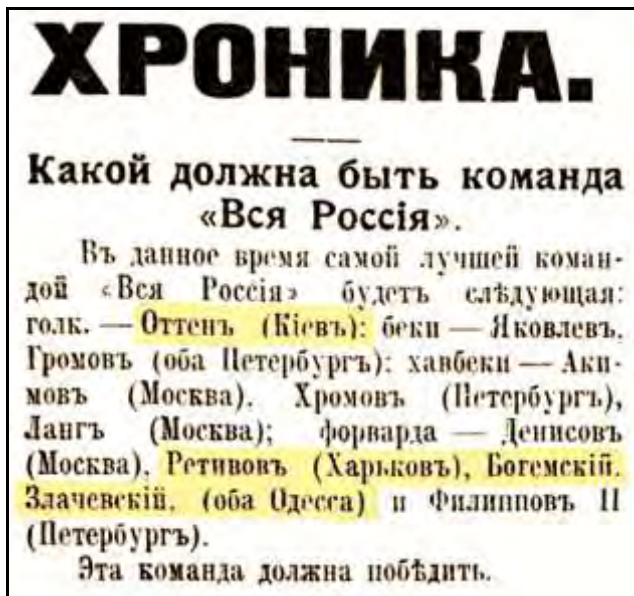 ХРОНИКА.
Какой должна быть команда
«Вся Россія».
Въ данное время самой лучшей коман-
дой «Вся Россія» будетъ слѣдующая:
голк. — Оттенъ (Кіевъ): беки — Яковлевъ,
Громовъ (оба Петербургъ): хавбеки — Аки-
мовъ (Москва), Хромовъ (Петербургъ),
Лангъ (Москва); форварда — Денисовъ
(Москва), Ретивовъ (Харьковъ), Богемскій,
Злачевскій, (оба Одесса) и Филипповъ II
(Петербургъ).
Эта команда должна побѣдить.